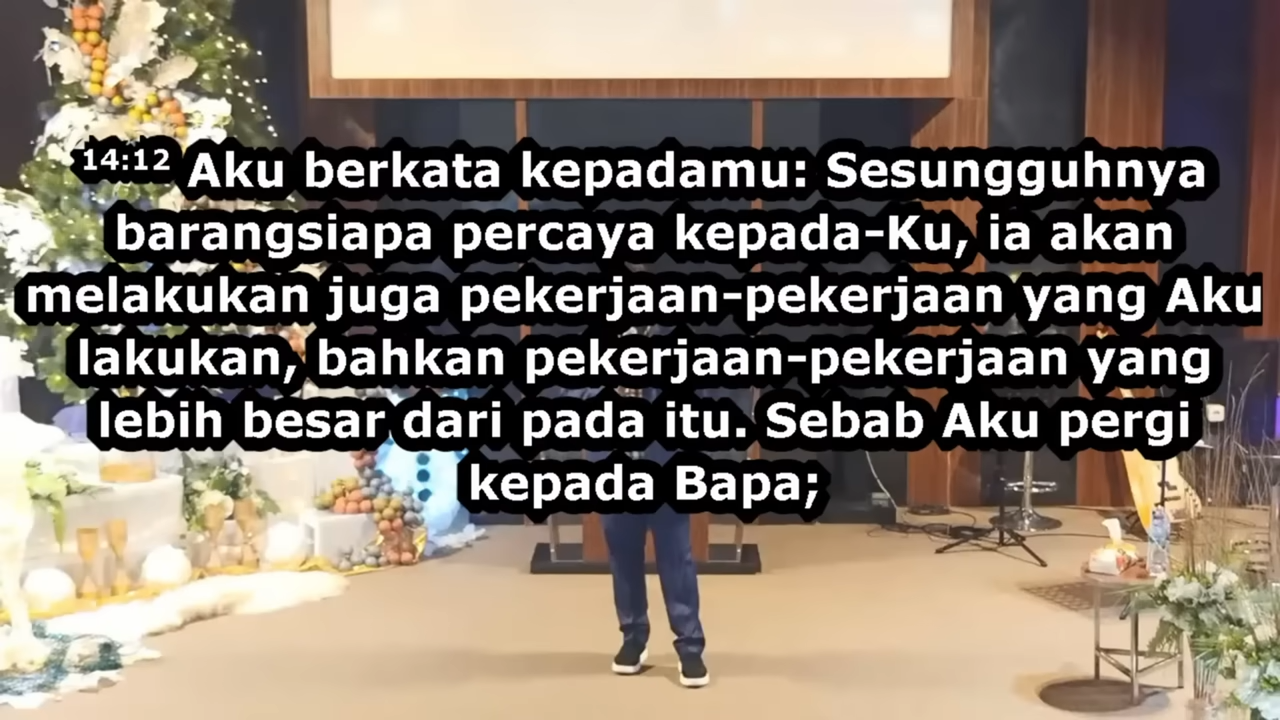 14:12 Aku berkata kepadamu: Sesungguhnya
barangsiapa percaya kepada-Ku, ia akan
melakukan juga pekerjaan-pekerjaan yang Aku
lakukan, bahkan pekerjaan-pekerjaan yang
lebih besar dari pada itu. Sebab Aku pergi
kepada Bapa;